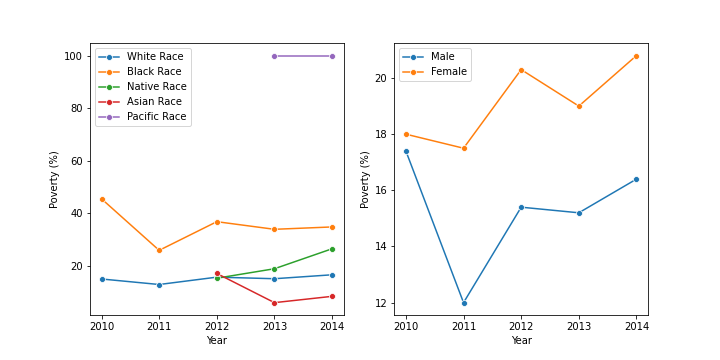 White Race
Black Race
Native Race
Asian Race
Pacific Race
100
80
60
40
20
Poverty (%)
2010 2011 2012 2013 2014
Year
Male
Female
20
18
16
14
12
Poverty (%)
2010 2011 2012 2013 2014
Year